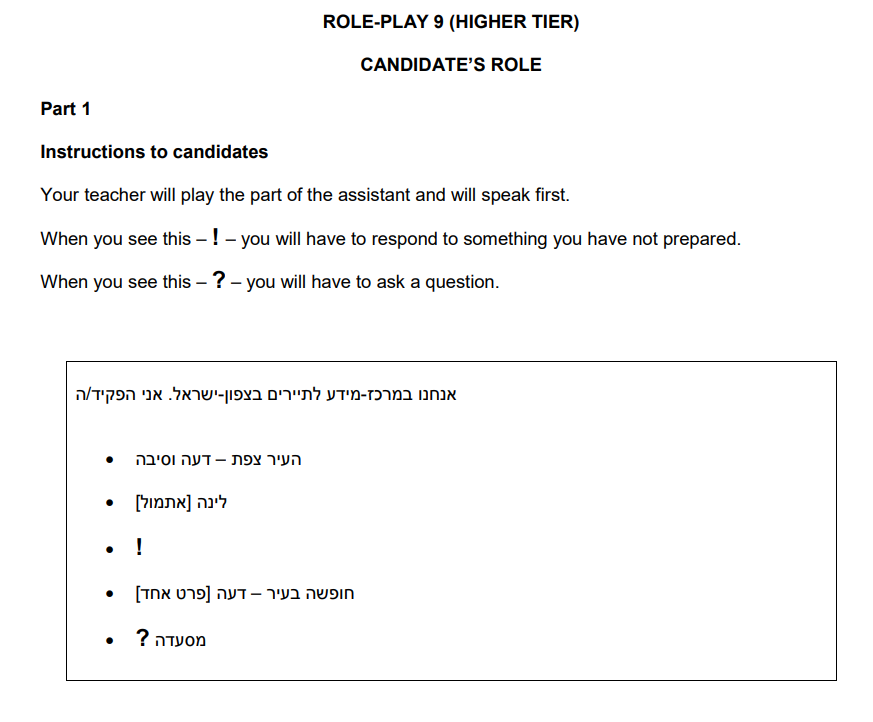 ROLE-PLAY 9 (HIGHER TIER)
CANDIDATE’S ROLE
Part 1
Instructions to candidates
Your teacher will play the part of the assistant and will speak first.
When you see this – ! – you will have to respond to something you have not prepared.
When you see this – ? – you will have to ask a question.
אנחנו במרכז-מידע לתיירים בצפון-ישראל. אני הפקיד/ה
• העיר צפת – דעה וסיבה
• לינה [אתמול]
• !
• חופשה בעיר – דעה [פרט אחד]
• מסעדה ?